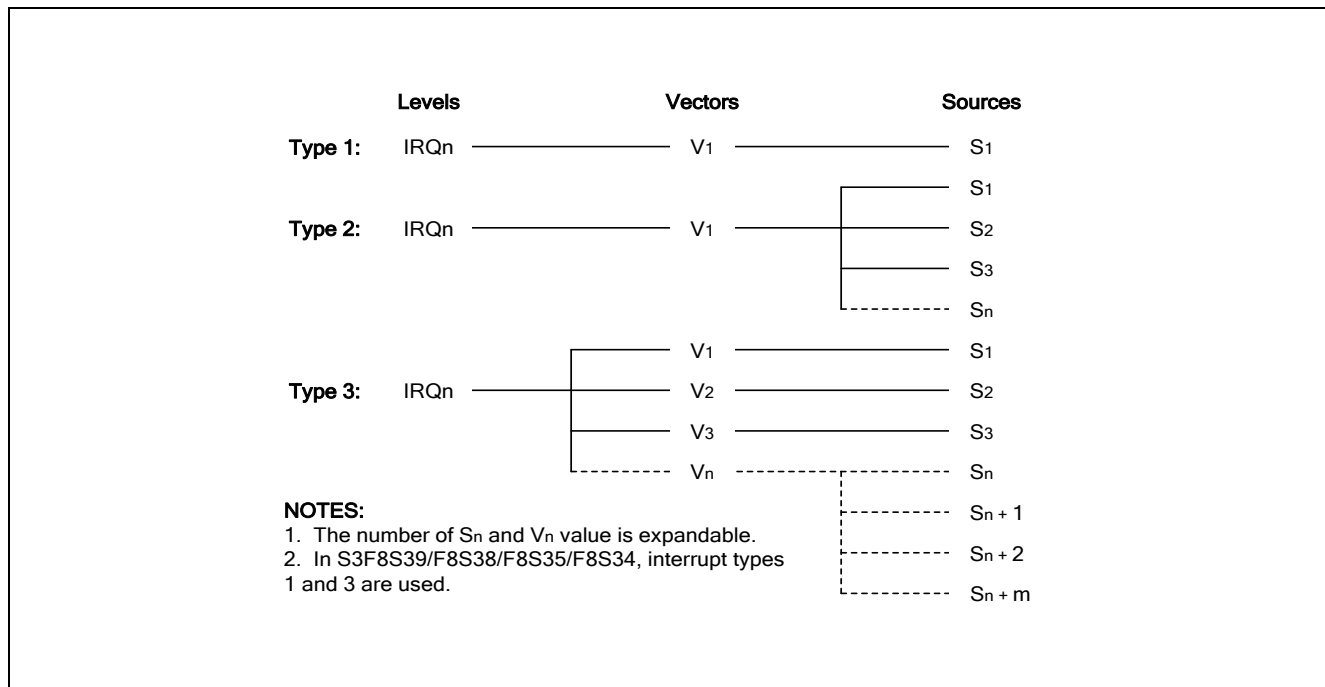 Levels Vectors Sources
Type 1: IRQn V1 S1
S1
Type 2: IRQn V1 S2
S3
Sn
V1 S1
Type 3: IRQn V2 S2
V3 S3
Vn Sn
Sn + 1
Sn + 2
Sn + m
NOTES:
1. The number of Sn and Vn value is expandable.
2. In S3F8S39/F8S38/F8S35/F8S34, interrupt types
1 and 3 are used.